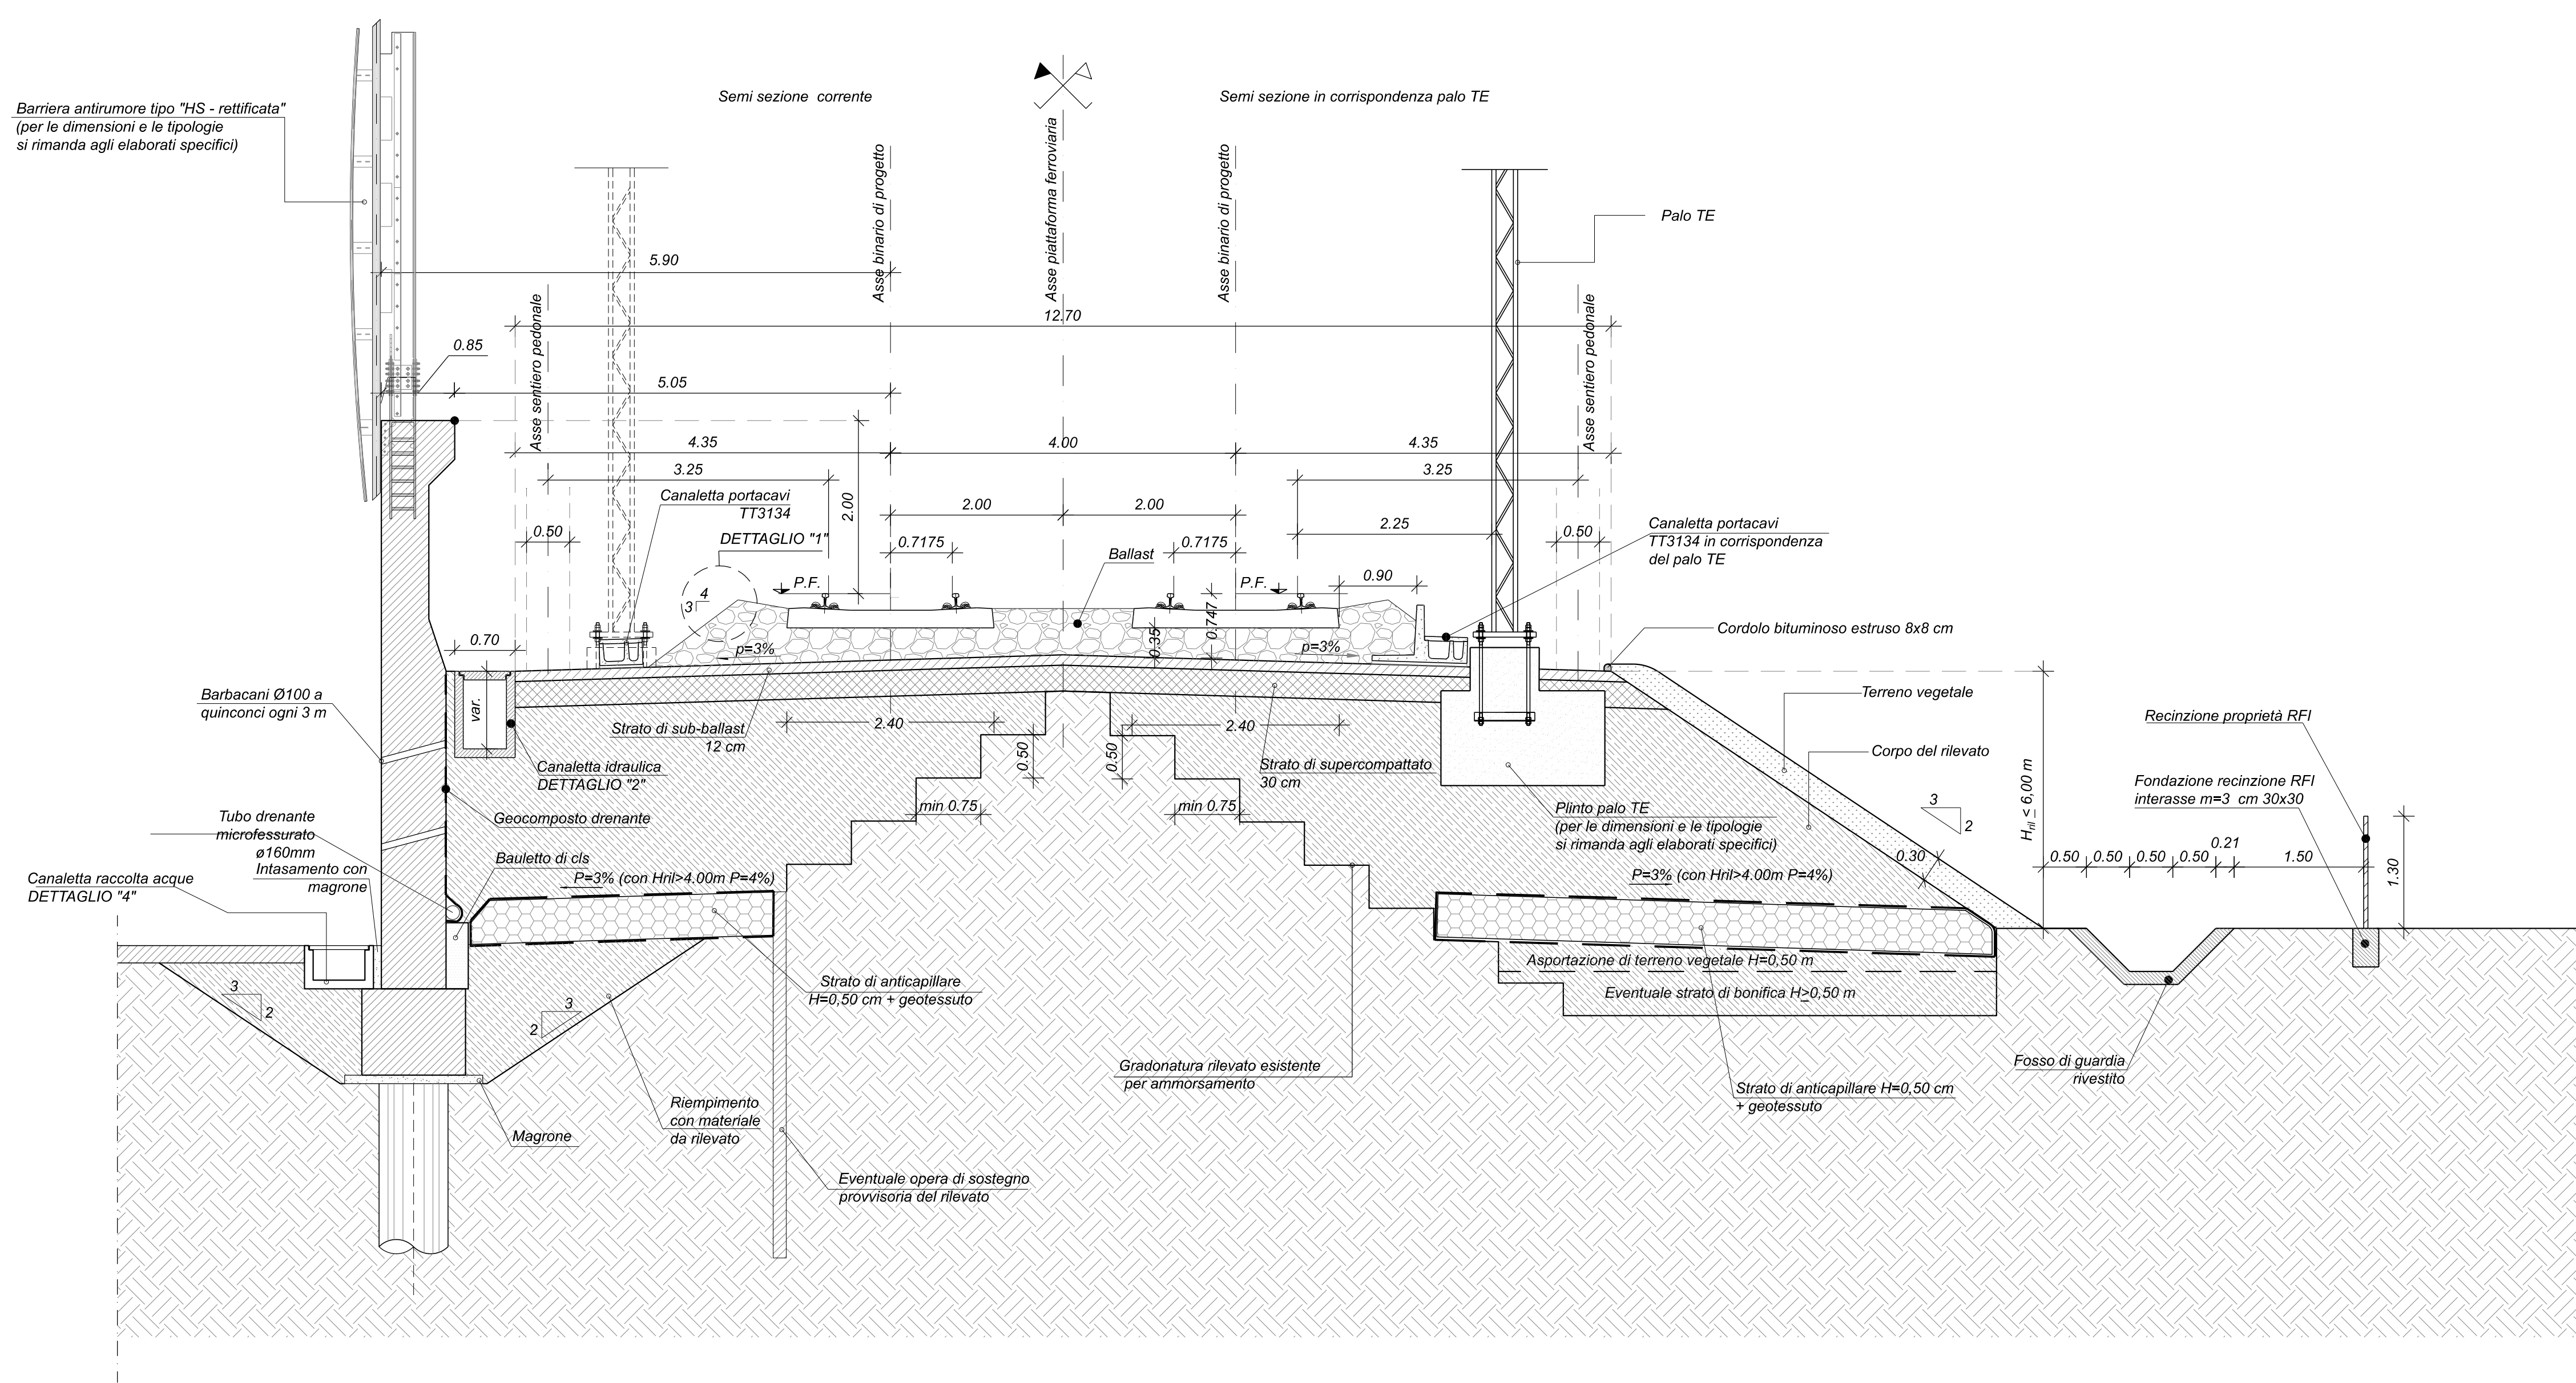 Semi sezione corrente
Semi sezione in corrispondenza palo TE
Barriera antirumore tipo "HS - rettificata"
(per le dimensioni e le tipologie
si rimanda agli elaborati specifici)
Asse binario di progetto
Asse piattaforma ferroviaria
Asse binario di progetto
Palo TE
5.90
Asse sentiero pedonale
Asse sentiero pedonale
12.70
0.85
5.05
4.35
4.00
4.35
3.25
3.25
Canaletta portacavi
TT3134
2.00
2.00
2.00
2.25
0.50
DETTAGLIO "1"
0.7175
0.7175
0.50
Canaletta portacavi
TT3134 in corrispondenza
del palo TE
Ballast
P.F.
P.F.
0.90
4
3
0.747
0.35
0.70
p=3%
p=3%
Cordolo bituminoso estruso 8x8 cm
Barbacani Ø100 a
quinconci ogni 3 m
var.
Terreno vegetale
Strato di sub-ballast
12 cm
2.40
2.40
Recinzione proprietà RFI
0.50
0.50
Canaletta idraulica
DETTAGLIO "2"
Strato di supercompattato
30 cm
Corpo del rilevato
Fondazione recinzione RFI
interasse m=3 cm 30x30
Hril < 6,00 m
min 0.75
min 0.75
Plinto palo TE
(per le dimensioni e le tipologie
si rimanda agli elaborati specifici)
3
2
Tubo drenante
microfessurato
ø160mm
Geocomposto drenante
Intasamento con
magrone
Bauletto di cls
0.30
0.50
0.50
0.50
0.50
0.21
1.50
1.30
Canaletta raccolta acque
DETTAGLIO "4"
P=3% (con Hril>4.00m P=4%)
P=3% (con Hril>4.00m P=4%)
Asportazione di terreno vegetale H=0,50 m
Eventuale strato di bonifica H≥0,50 m
3
2
3
2
Strato di anticapillare
H=0,50 cm + geotessuto
Gradonatura rilevato esistente
per ammorsamento
Strato di anticapillare H=0,50 cm
+ geotessuto
Fosso di guardia
rivestito
Riempimento
con materiale
da rilevato
Magrone
Eventuale opera di sostegno
provvisoria del rilevato